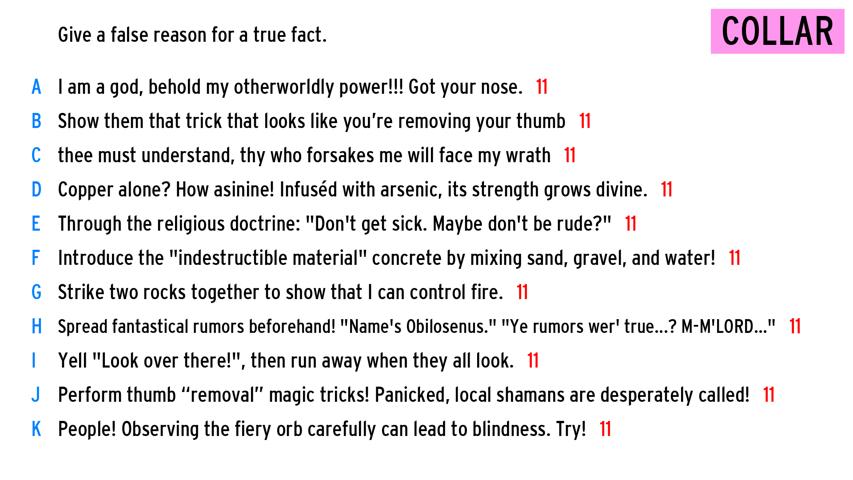 Give a false reason for a true fact.
COLLAR
A I am a god, behold my otherworldly power!!! Got your nose. 11
B Show them that trick that looks like you’re removing your thumb 11
C thee must understand, thy who forsakes me will face my wrath 11
D Copper alone? How asinine! Infuséd with arsenic, its strength grows divine. 11
E Through the religious doctrine: "Don't get sick. Maybe don't be rude?" 11
F Introduce the "indestructible material" concrete by mixing sand, gravel, and water! 11
G Strike two rocks together to show that I can control fire. 11
H Spread fantastical rumors beforehand! "Name's Obilosenus." "Ye rumors wer' true...? M-M'LORD..." 11
I Yell "Look over there!", then run away when they all look. 11
J Perform thumb “removal” magic tricks! Panicked, local shamans are desperately called! 11
K People! Observing the fiery orb carefully can lead to blindness. Try! 11